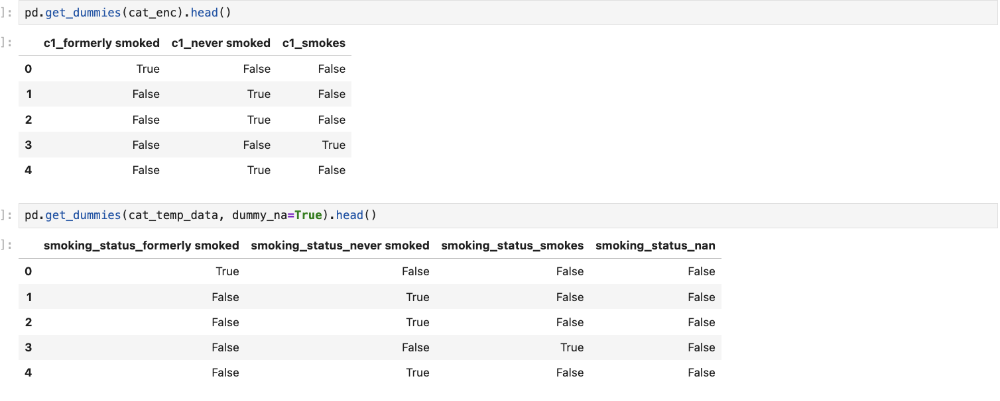 ]: pd.get_dummies(cat_enc).head()
]: c1_formerly smoked c1_never smoked c1_smokes
0 True False False
1 False True False
2 False True False
3 False False True
4 False True False
]: pd.get_dummies(cat_temp_data, dummy_na=True).head()
]: smoking_status_formerly smoked smoking_status_never smoked smoking_status_smokes smoking_status_nan
0 True False False False
1 False True False False
2 False True False False
3 False False True False
4 False True False False